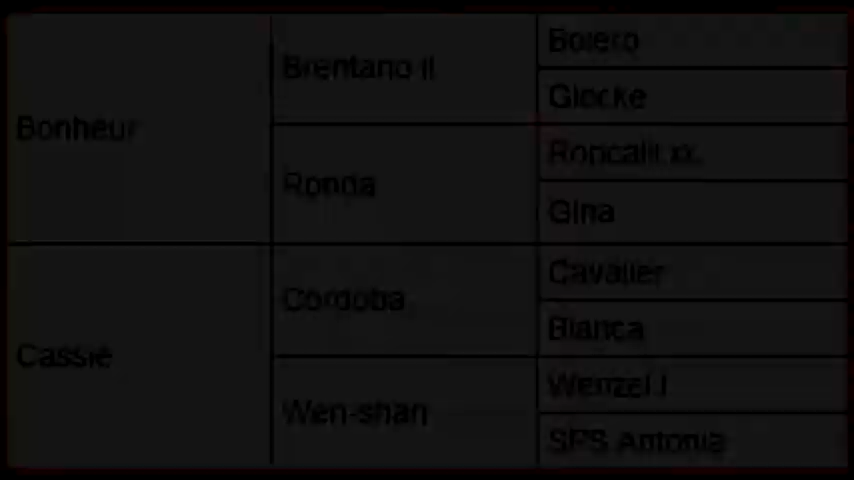 Bolero
Brentano II
Glocke
Bonheur
Roncalli xx
Ronda
Gina
Cavalier
Cordoba
Bianca
Cassie
Wenzel I
Wen-shan
SPS Antonia